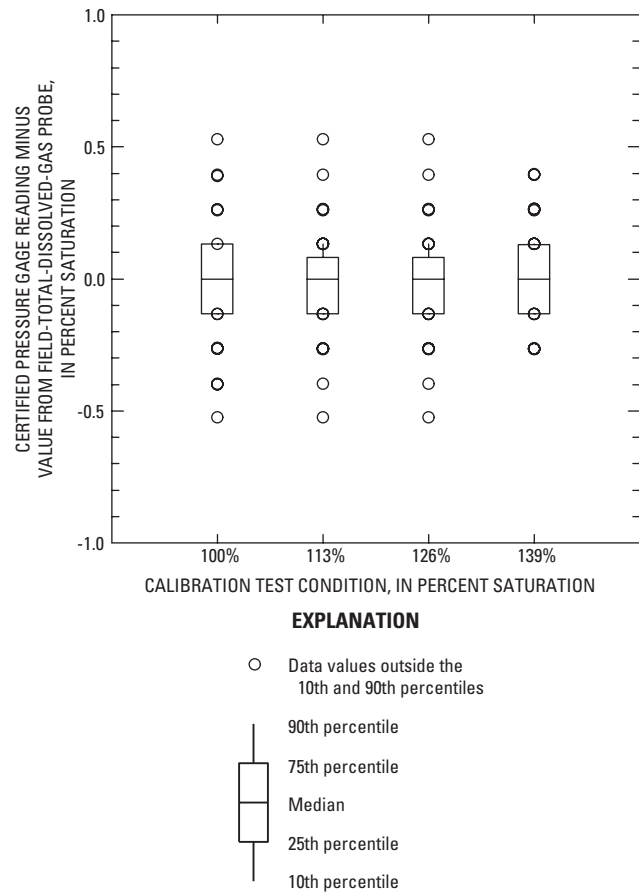 CERTIFIED PRESSURE GAGE READING MINUS
VALUE FROM FIELD-TOTAL-DISSOLVED-GAS PROBE,
IN PERCENT SATURATION
1.0
0.5
0.0
-0.5
-1.0
100% 113% 126% 139%
CALIBRATION TEST CONDITION, IN PERCENT SATURATION
EXPLANATION
Data values outside the
10th and 90th percentiles
90th percentile
75th percentile
Median
25th percentile
10th percentile